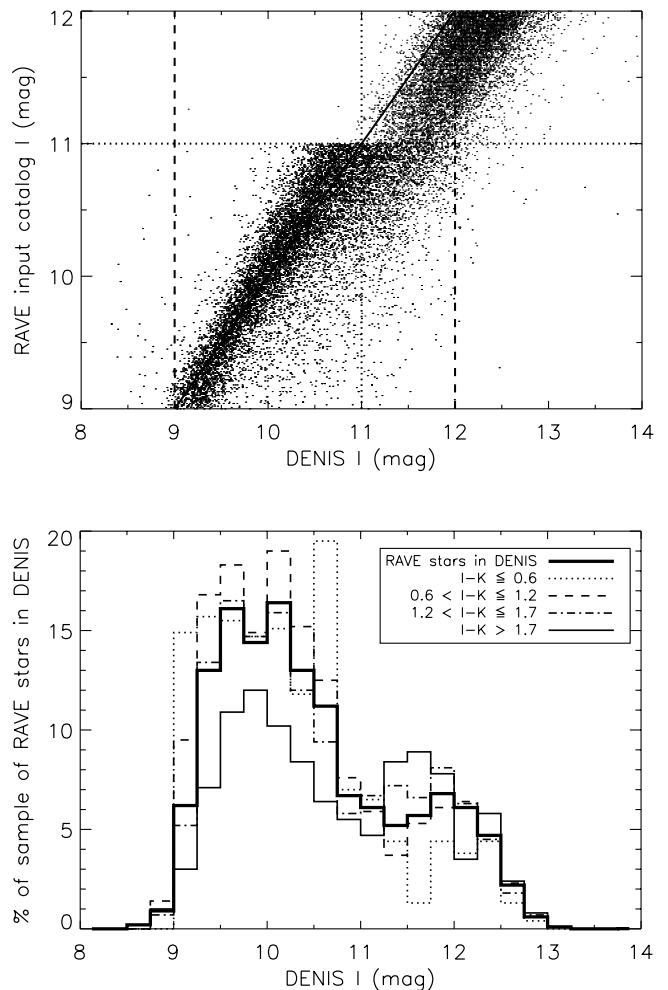 RAVE input catalog I (mag)
12
11
10
9
8 9 10 11 12 13 14
DENIS I (mag)
% of sample of RAVE stars in DENIS
20
15
10
5
0
RAVE stars in DENIS
I-K ≦ 0.6
0.6 < I-K ≦ 1.2
1.2 < I-K ≦ 1.7
I-K > 1.7
8 9 10 11 12 13 14
DENIS I (mag)